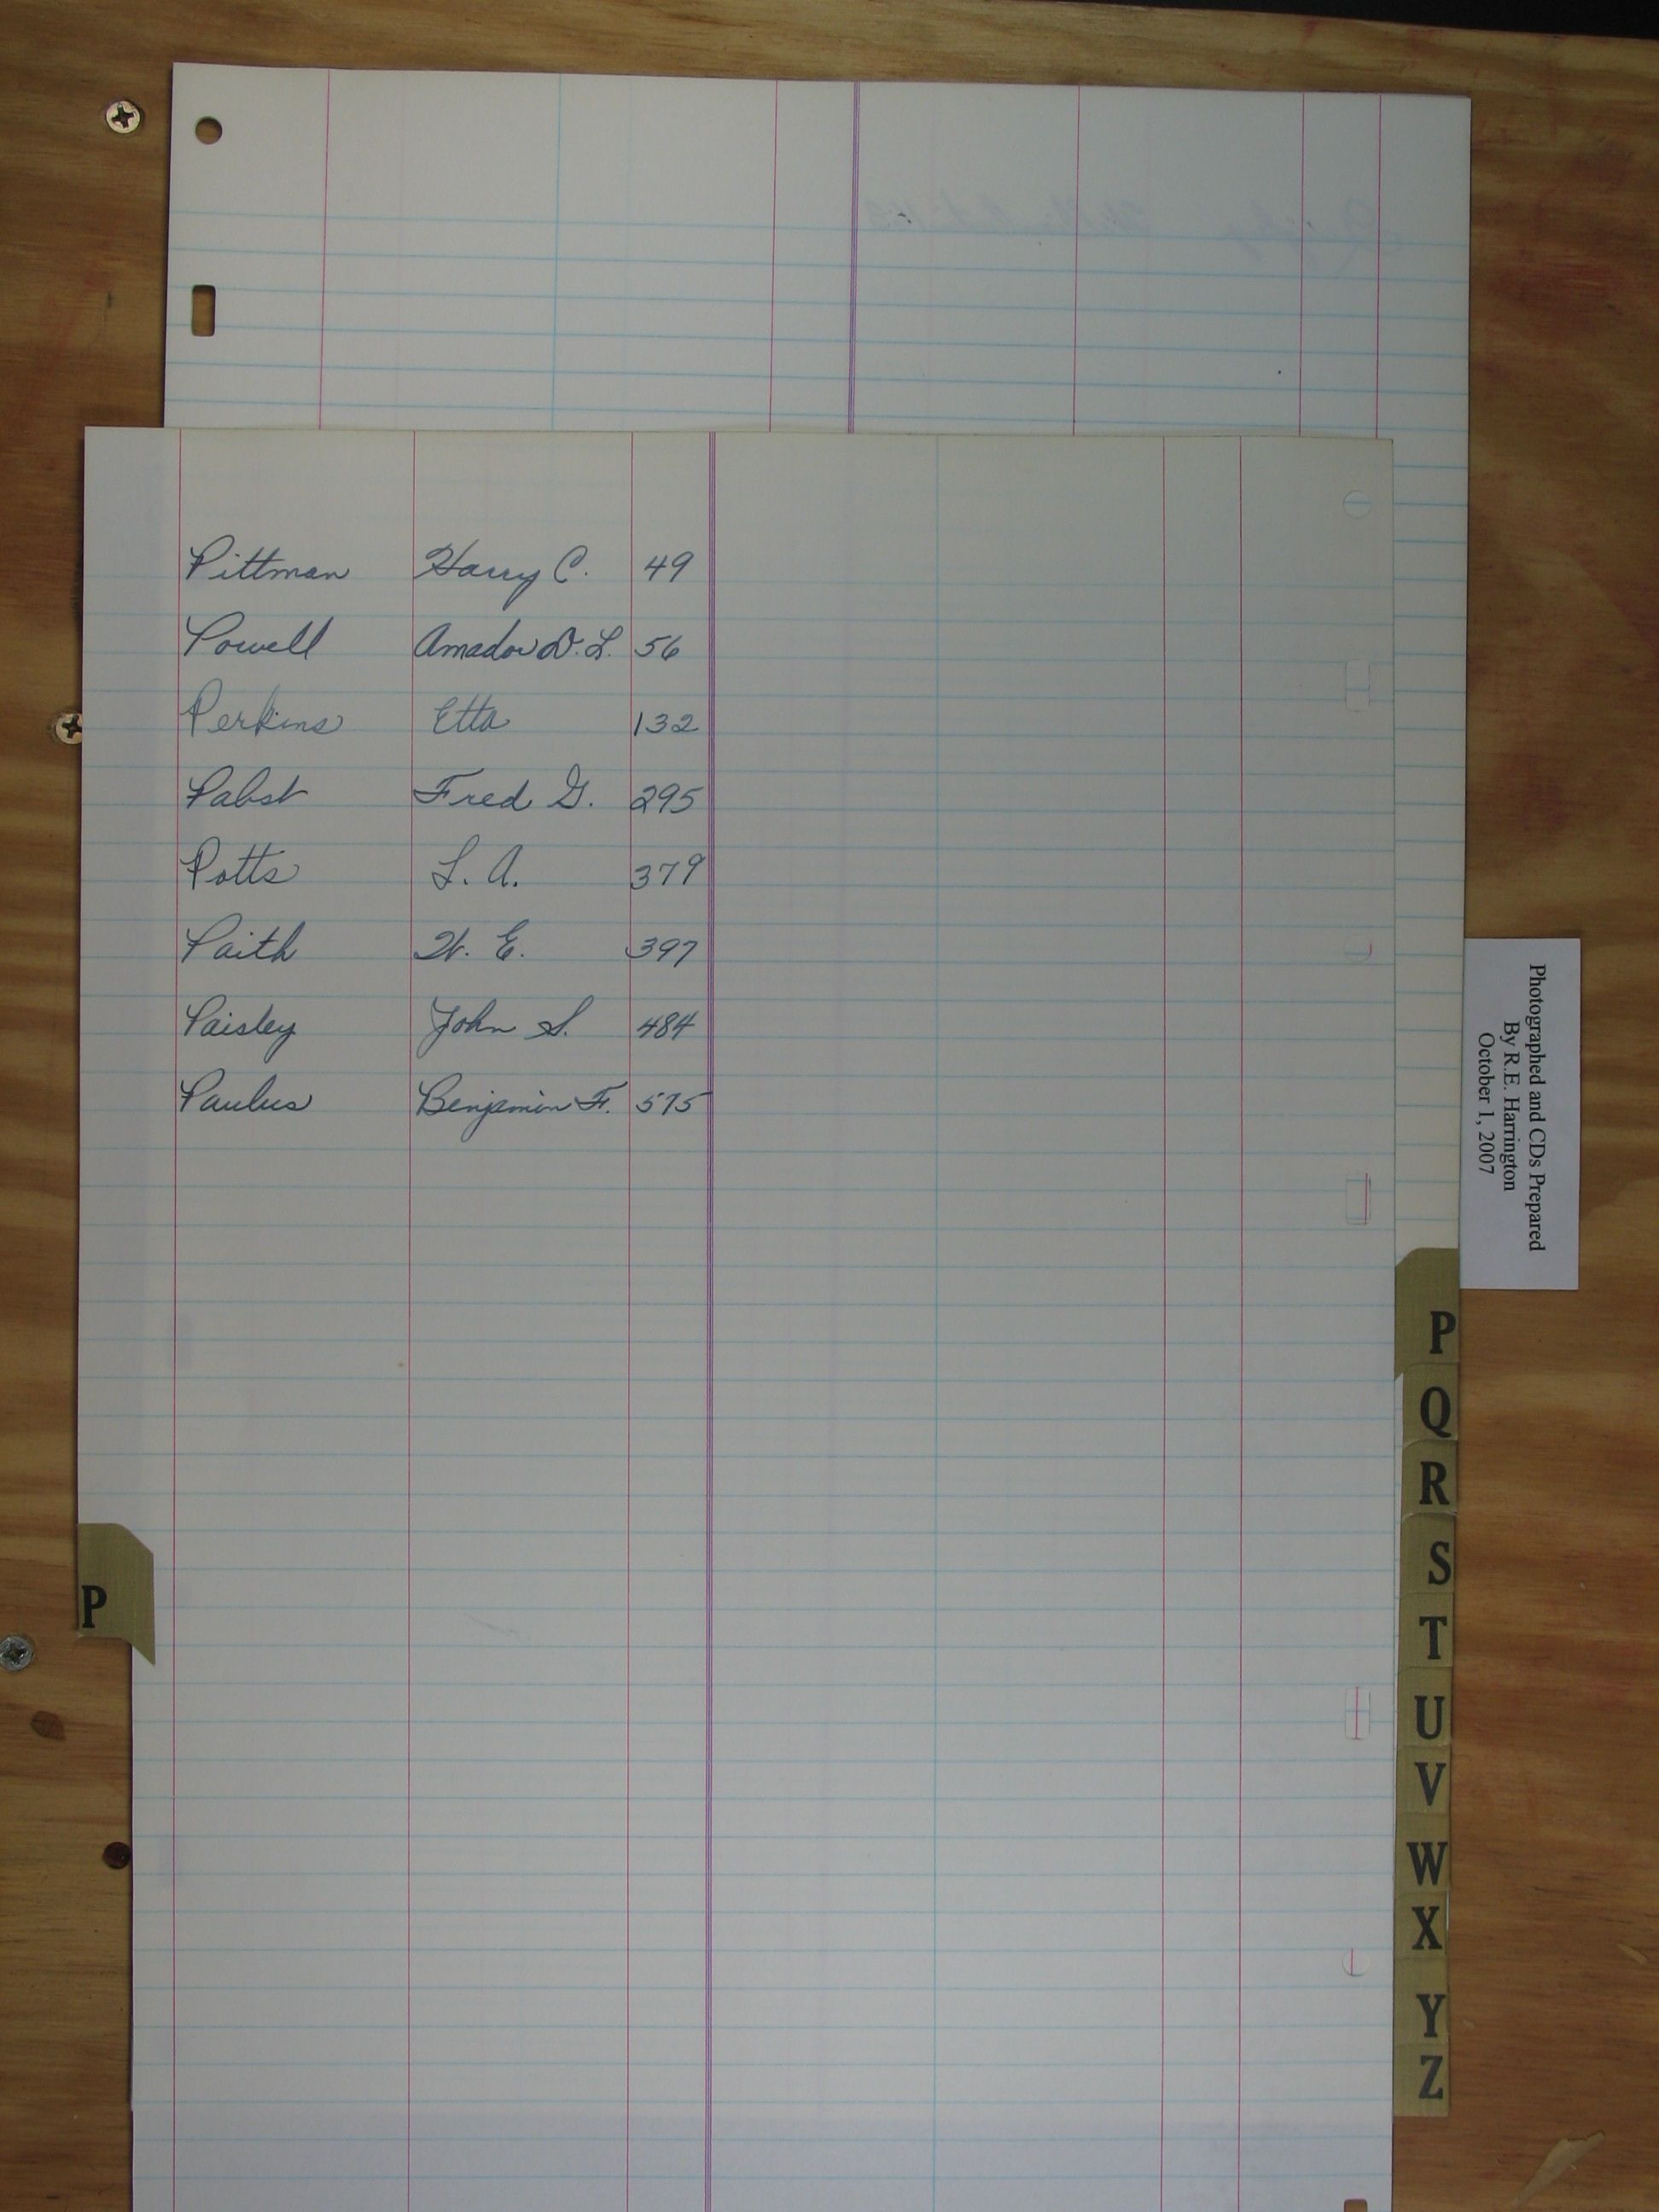 Pittman Harry C. 49
Powell Amador D. L. 56
Perkins Etta 132
Pabst Fred G. 295
Potts L. A. 379
Paith W. E. 397
Paisley John S. 484
Paulus Benjamin F. 575
Photographed and CDs Prepared
By R.E. Harrington
October 1, 2007
P
P
Q
R
S
T
U
V
W
X
Y
Z